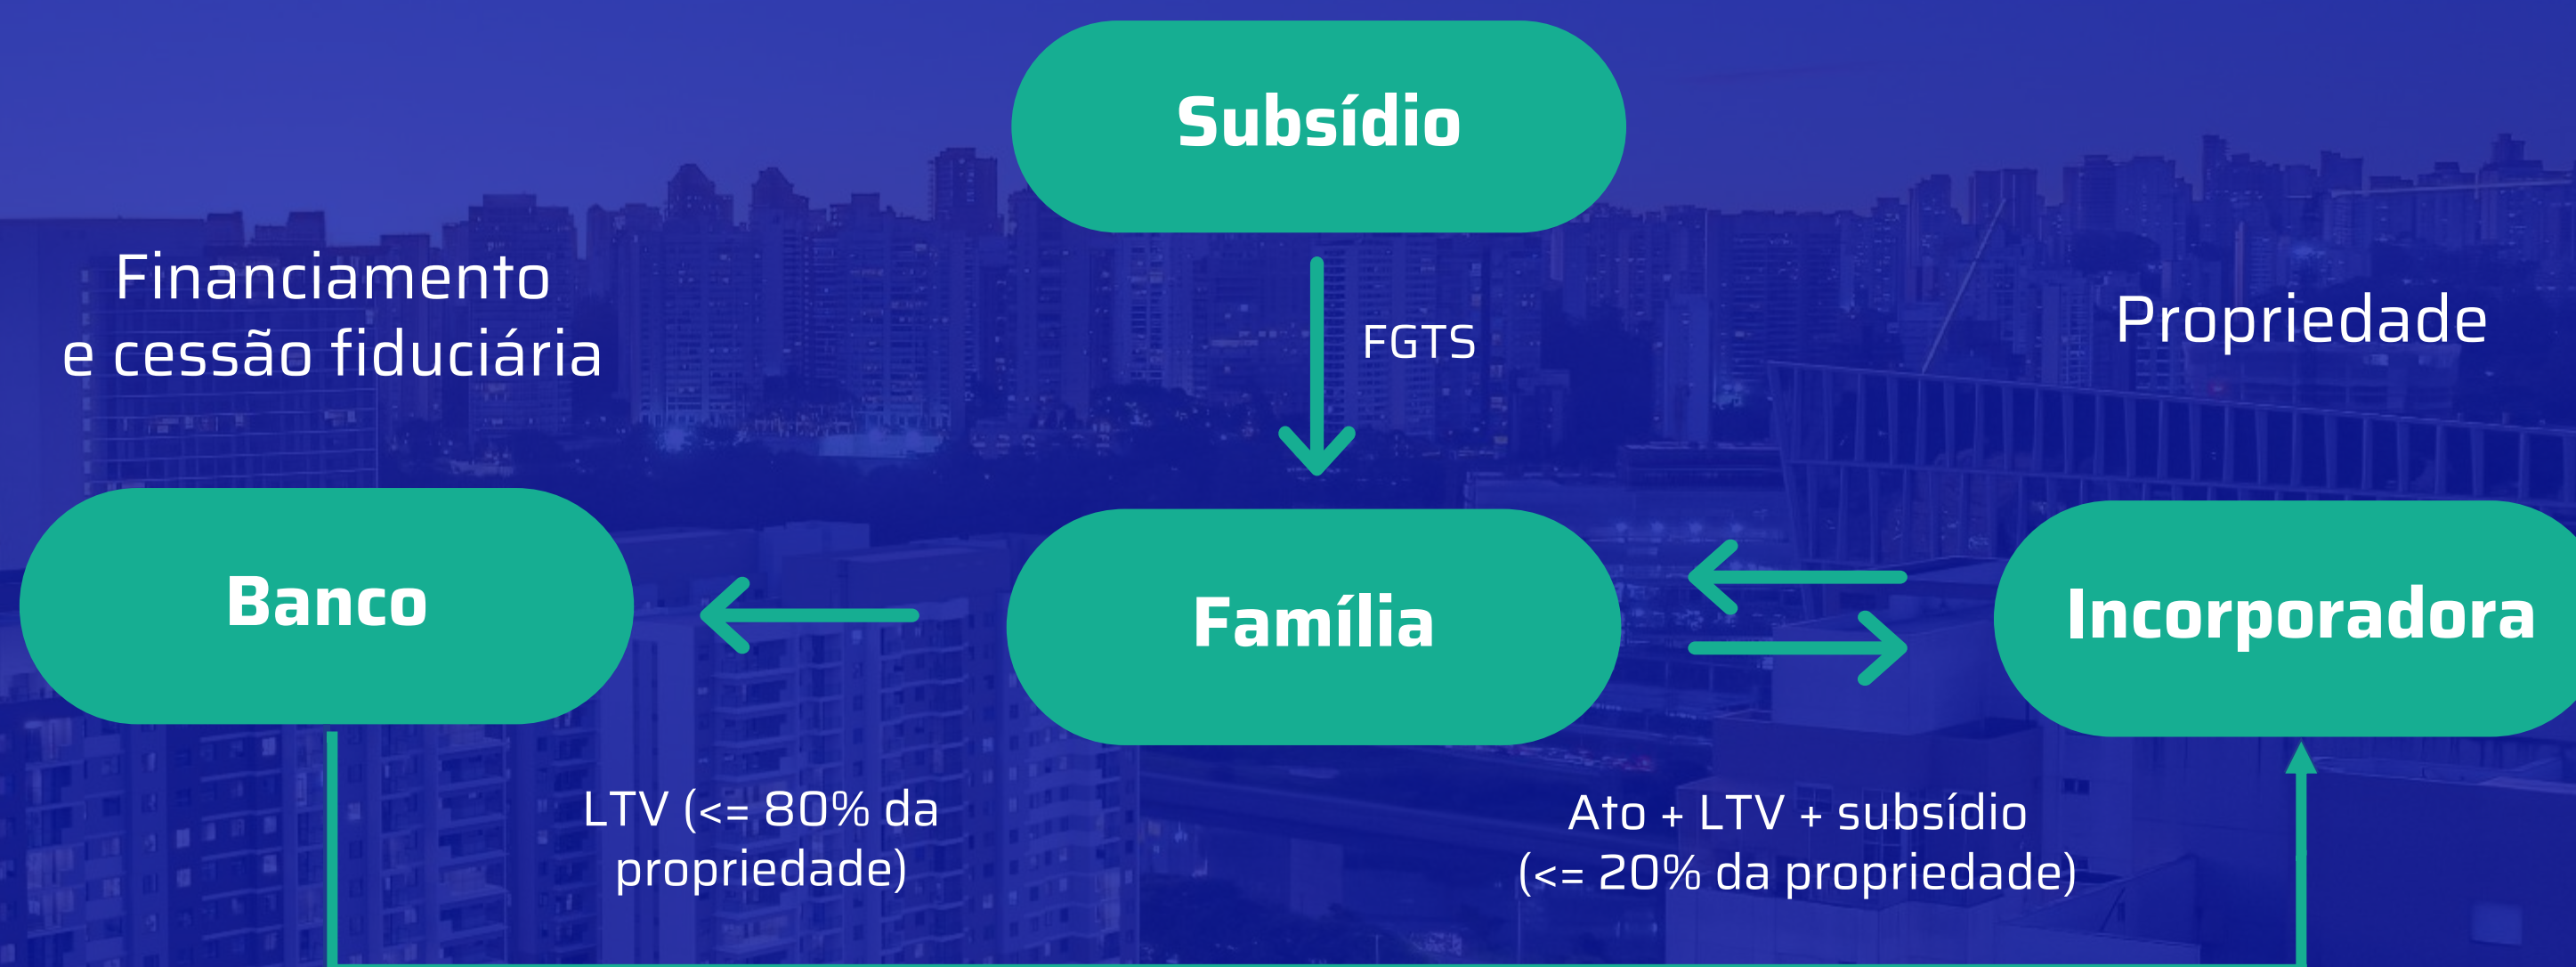 Subsídio
Financiamento
e cessão fiduciária
FGTS
Propriedade
Banco
Família
Incorporadora
LTV (<= 80% da
propriedade)
Ato + LTV + subsídio
(<= 20% da propriedade)